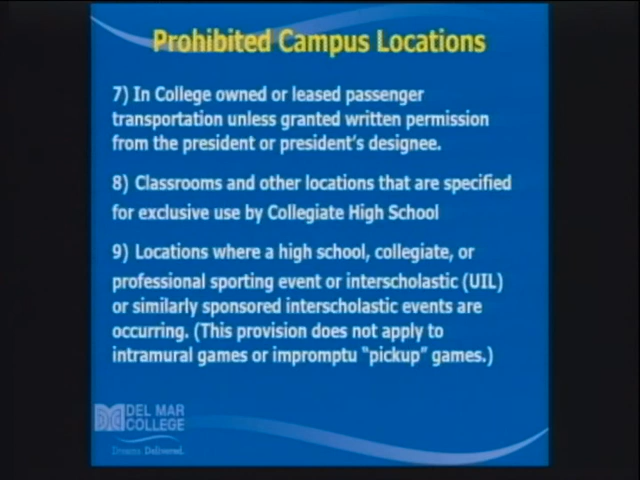 Prohibited Campus Locations
7) In College owned or leased passenger
transportation unless granted written permission
from the president or president's designee.
8) Classrooms and other locations that are specified
for exclusive use by Collegiate High School
9) Locations where a high school, collegiate, or
professional sporting event or interscholastic (UIL)
or similarly sponsored interscholastic events are
occurring. (This provision does not apply to
intramural games or impromptu "pickup" games.)
DEL MAR
COLLEGE
Dreams Delivered.